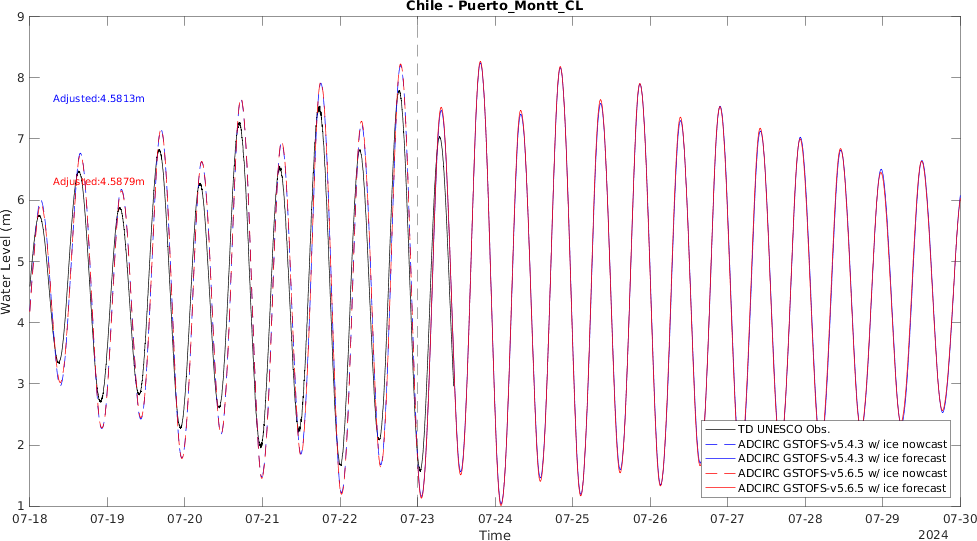 Chile - Puerto_Montt_CL
9
8
7
6
5
4
3
2
1
Water Level (m)
Adjusted:4.5813m
Adjusted:4.5879m
TD UNESCO Obs.
ADCIRC GSTOFS-v5.4.3 w/ ice nowcast
ADCIRC GSTOFS-v5.4.3 w/ ice forecast
ADCIRC GSTOFS-v5.6.5 w/ ice nowcast
ADCIRC GSTOFS-v5.6.5 w/ ice forecast
07-18 07-19 07-20 07-21 07-22 07-23 07-24 07-25 07-26 07-27 07-28 07-29 07-30
Time
2024